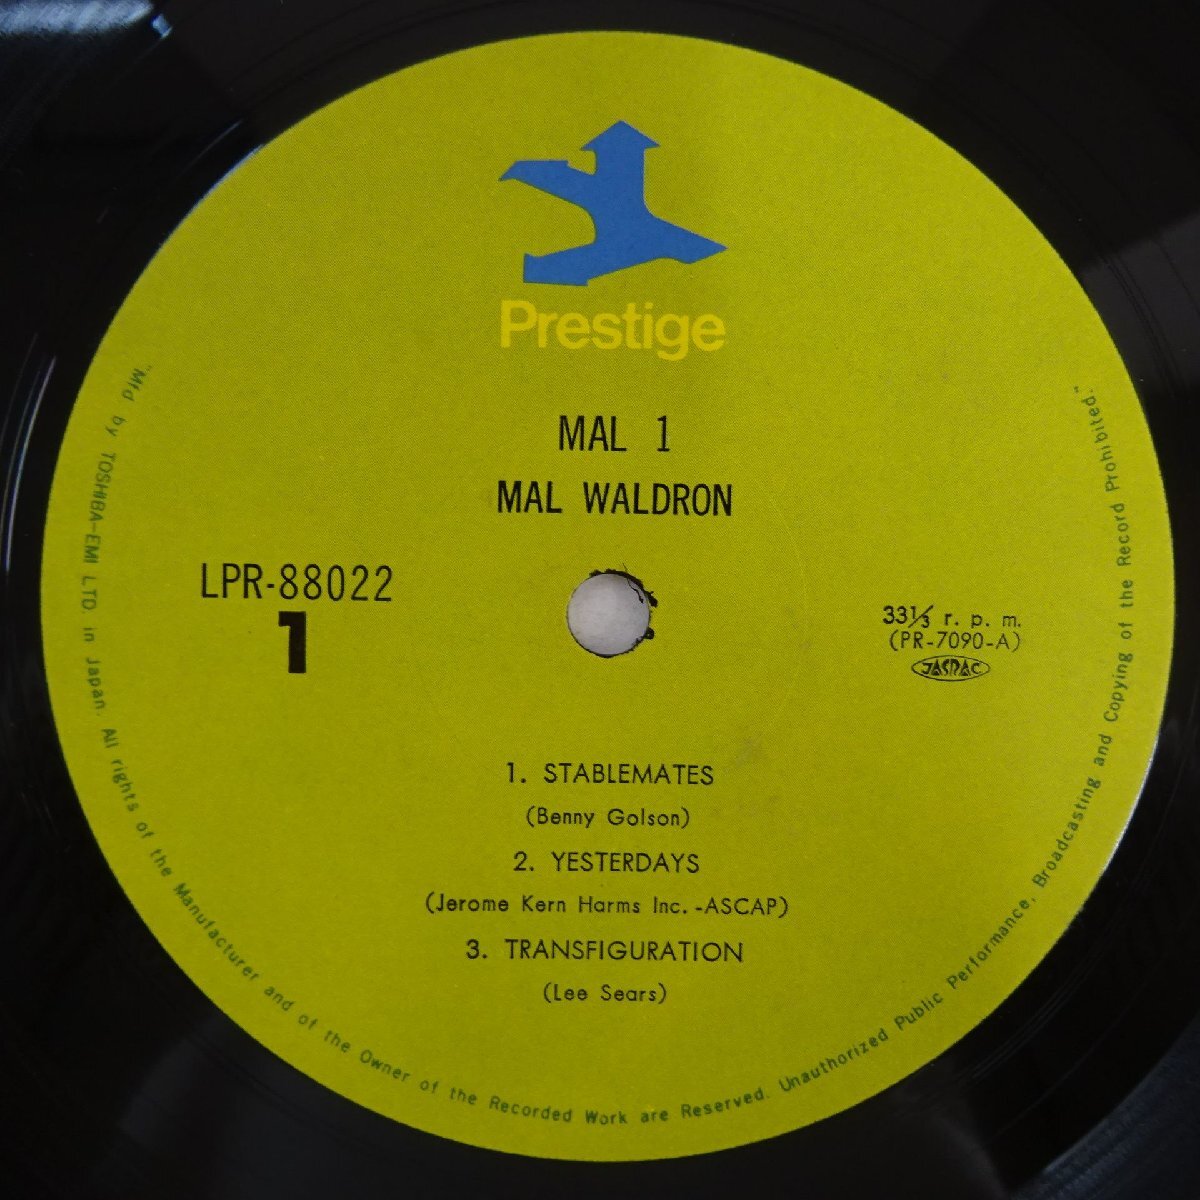 Prestige
MAL 1
MAL WALDRON
LPR-88022
1
33⅓ r. p. m.
(PR-7090-A)
JASRAC
1. STABLEMATES
(Benny Golson)
2. YESTERDAYS
(Jerome Kern Harms Inc. -ASCAP)
3. TRANSFIGURATION
(Lee Sears)
"Mfd by TOSHIBA-EMI LTD. in Japan. All rights of the Manufacturer and of the Owner of the Recorded Work are Reserved. Unauthorized Public Performance, Broadcasting and Copying of the Record Prohibited."